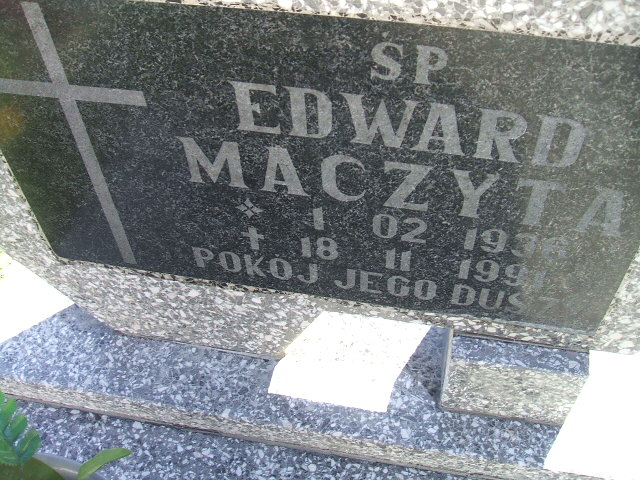 SP
EDWARD
MACZYTA
1 02
18 11
POKOJ JEGO